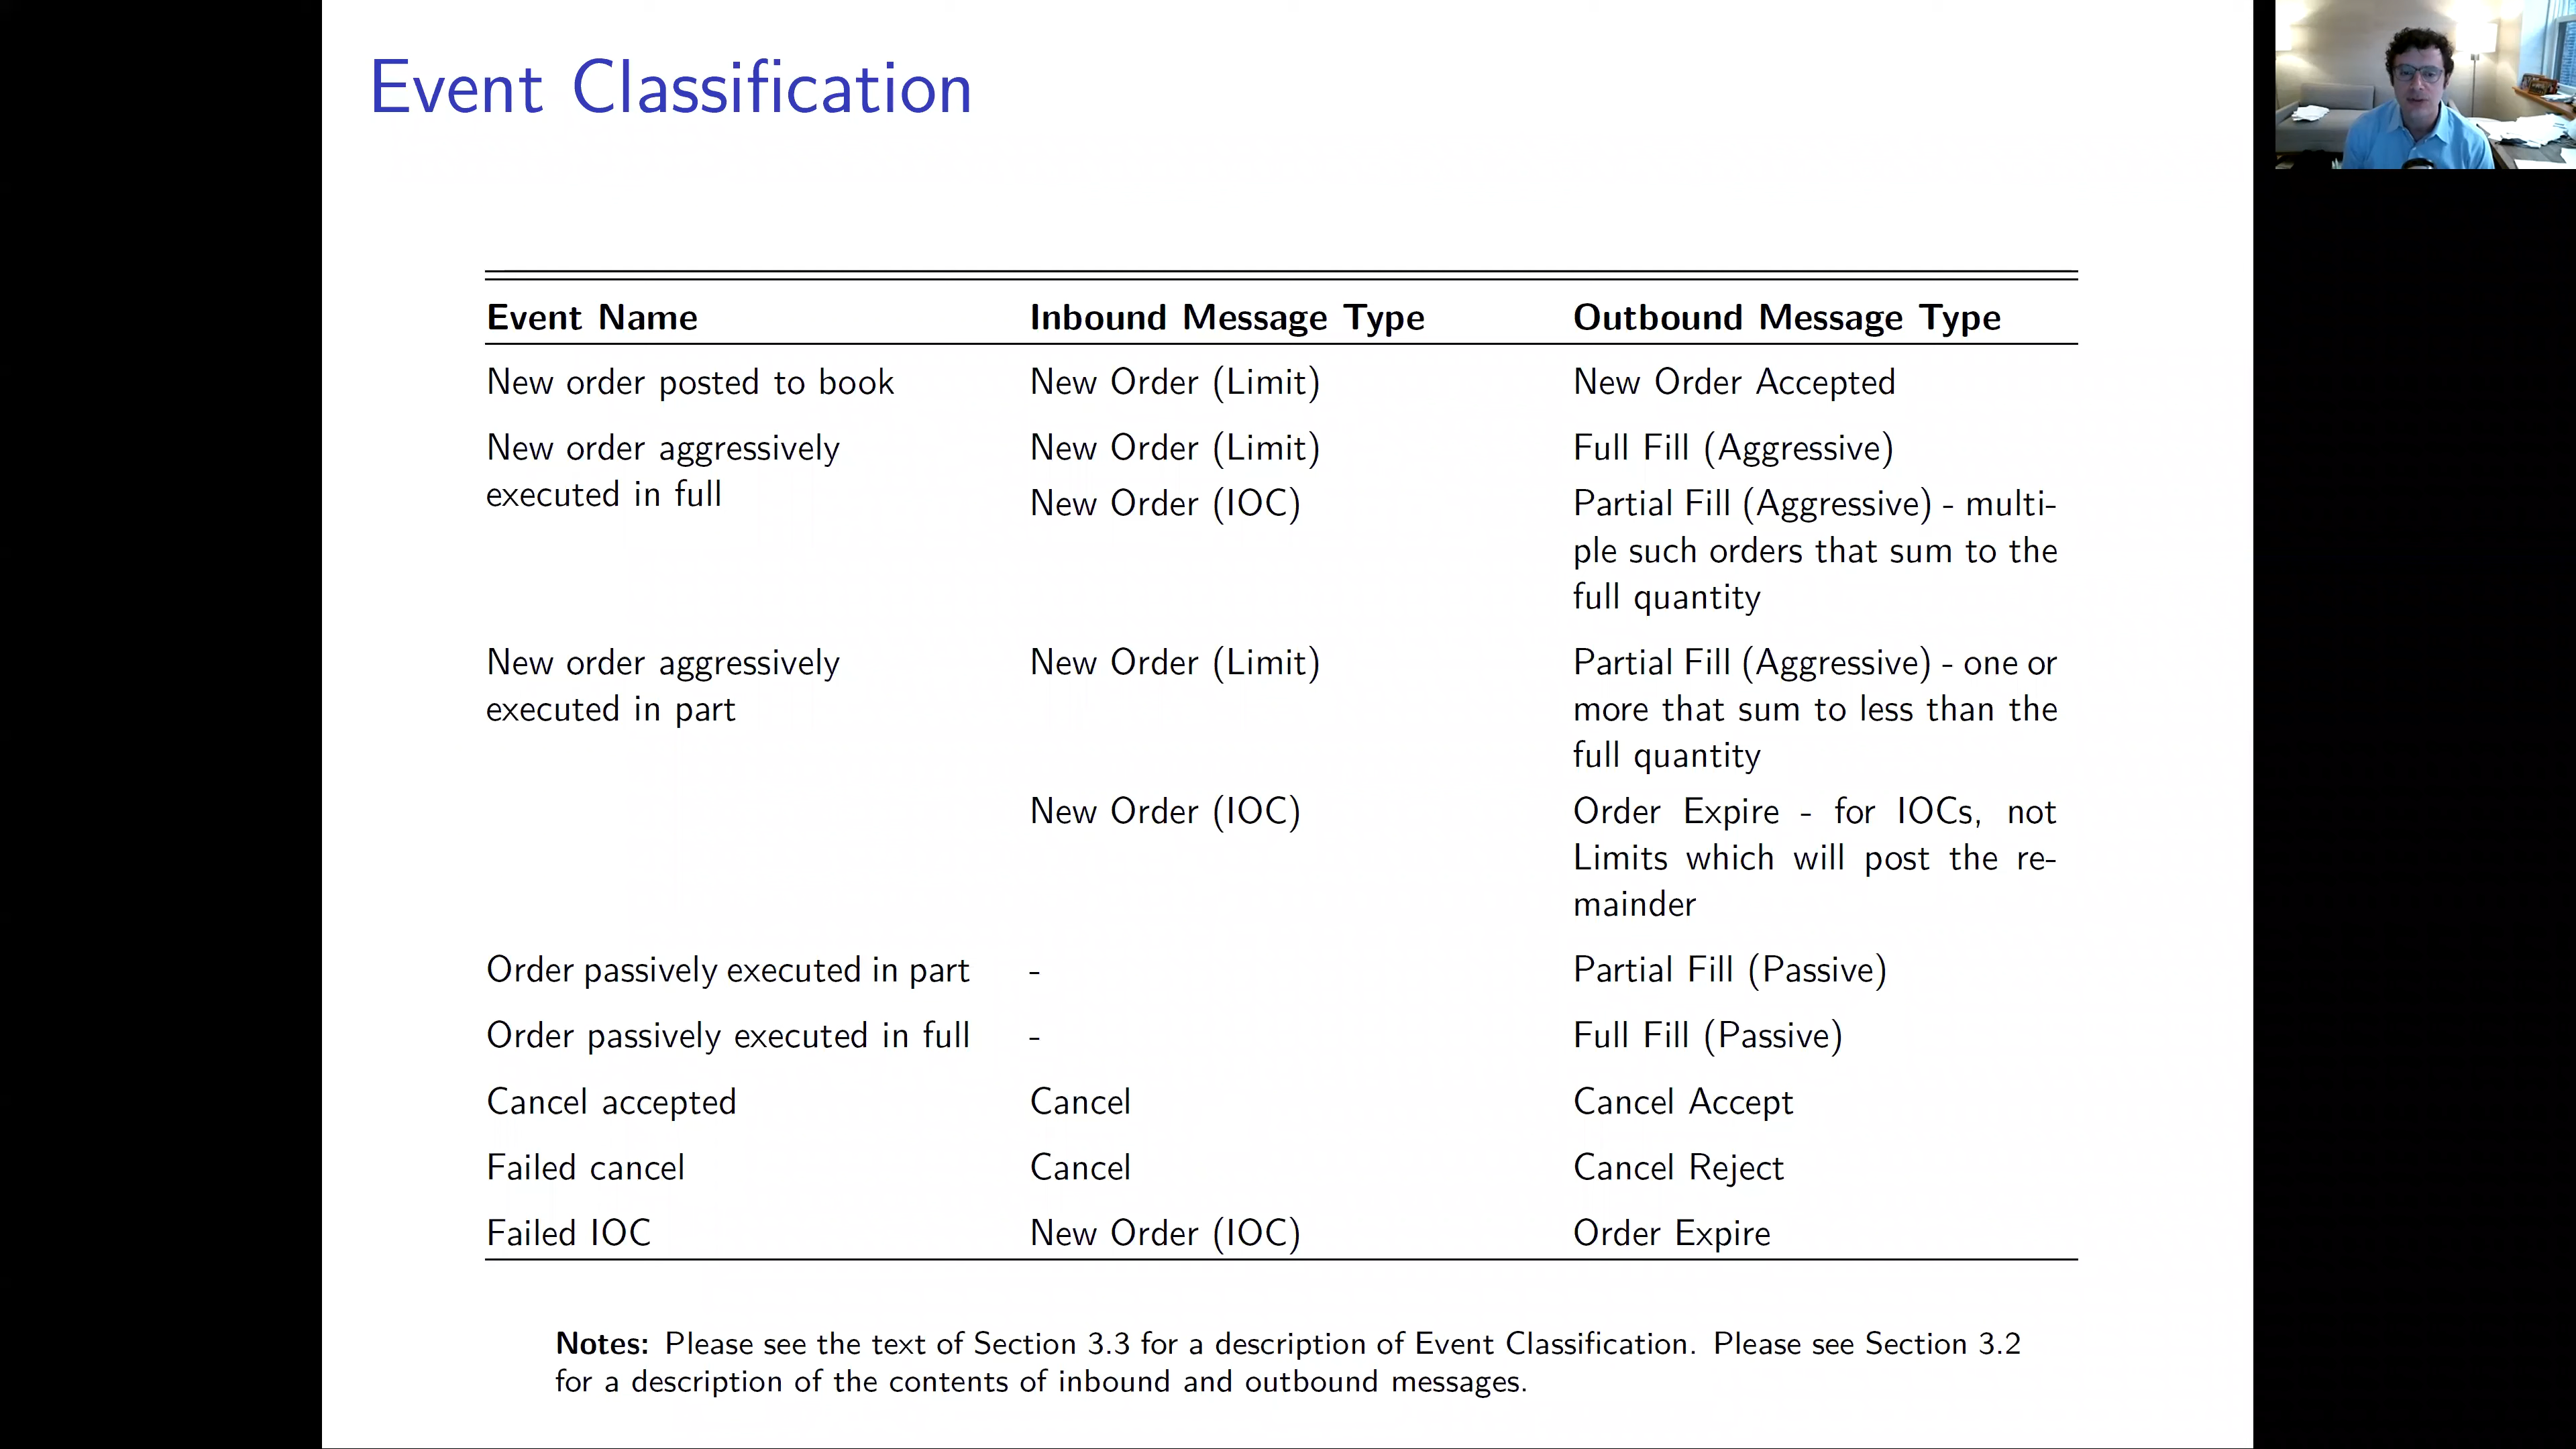 Event Classification
Event Name Inbound Message Type Outbound Message Type
New order posted to book New Order (Limit) New Order Accepted
New order aggressively New Order (Limit) Full Fill (Aggressive)
executed in full New Order (IOC) Partial Fill (Aggressive) - multi-
ple such orders that sum to the
full quantity
New order aggressively New Order (Limit) Partial Fill (Aggressive) - one or
executed in part more that sum to less than the
full quantity
New Order (IOC) Order Expire - for IOCs, not
Limits which will post the re-
mainder
Order passively executed in part - Partial Fill (Passive)
Order passively executed in full - Full Fill (Passive)
Cancel accepted Cancel Cancel Accept
Failed cancel Cancel Cancel Reject
Failed IOC New Order (IOC) Order Expire
Notes: Please see the text of Section 3.3 for a description of Event Classification. Please see Section 3.2
for a description of the contents of inbound and outbound messages.